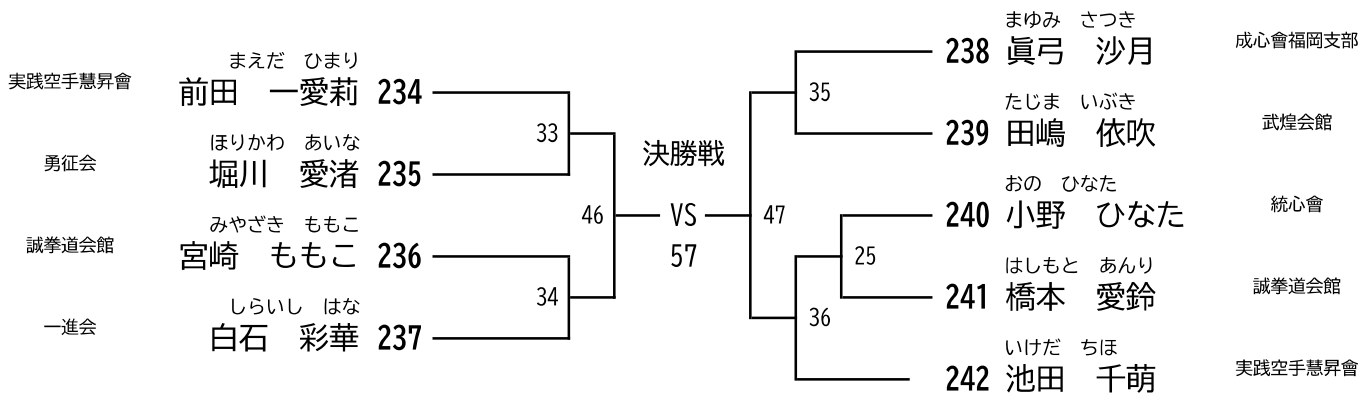 まえだ ひまり
実践空手慧昇會 前田 一愛莉 234
33
ほりかわ あいな
勇征会 堀川 愛渚 235
46
みやざき ももこ
誠拳道会館 宮崎 ももこ 236
34
しらいし はな
一進会 白石 彩華 237
決勝戦
VS
57
まゆみ さつき
238 眞弓 沙月 成心會福岡支部
35
たじま いぶき
239 田嶋 依吹 武煌会館
47
おの ひなた
240 小野 ひなた 統心會
25
はしもと あんり
241 橋本 愛鈴 誠拳道会館
36
いけだ ちほ
242 池田 千萌 実践空手慧昇會